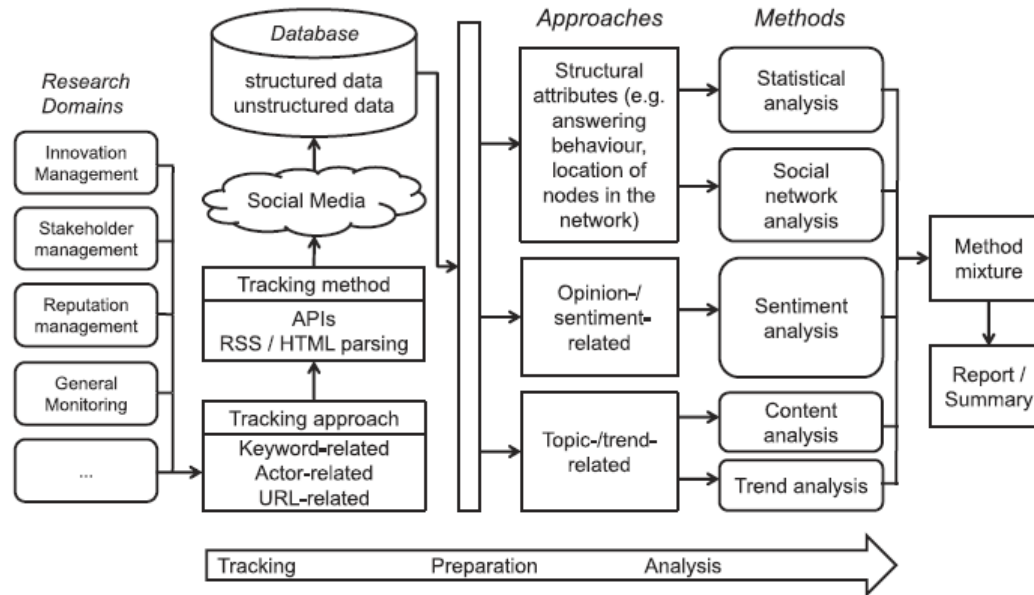 Research
Domains
Innovation
Management
Stakeholder
management
Reputation
management
General
Monitoring
...
Database
structured data
unstructured data
Social Media
Tracking method
APIs
RSS / HTML parsing
Tracking approach
Keyword-related
Actor-related
URL-related
Approaches
Structural
attributes (e.g.
answering
behaviour,
location of
nodes in the
network)
Opinion-/
sentiment-
related
Topic-/trend-
related
Methods
Statistical
analysis
Social
network
analysis
Sentiment
analysis
Content
analysis
Trend analysis
Method
mixture
Report /
Summary
Tracking
Preparation
Analysis